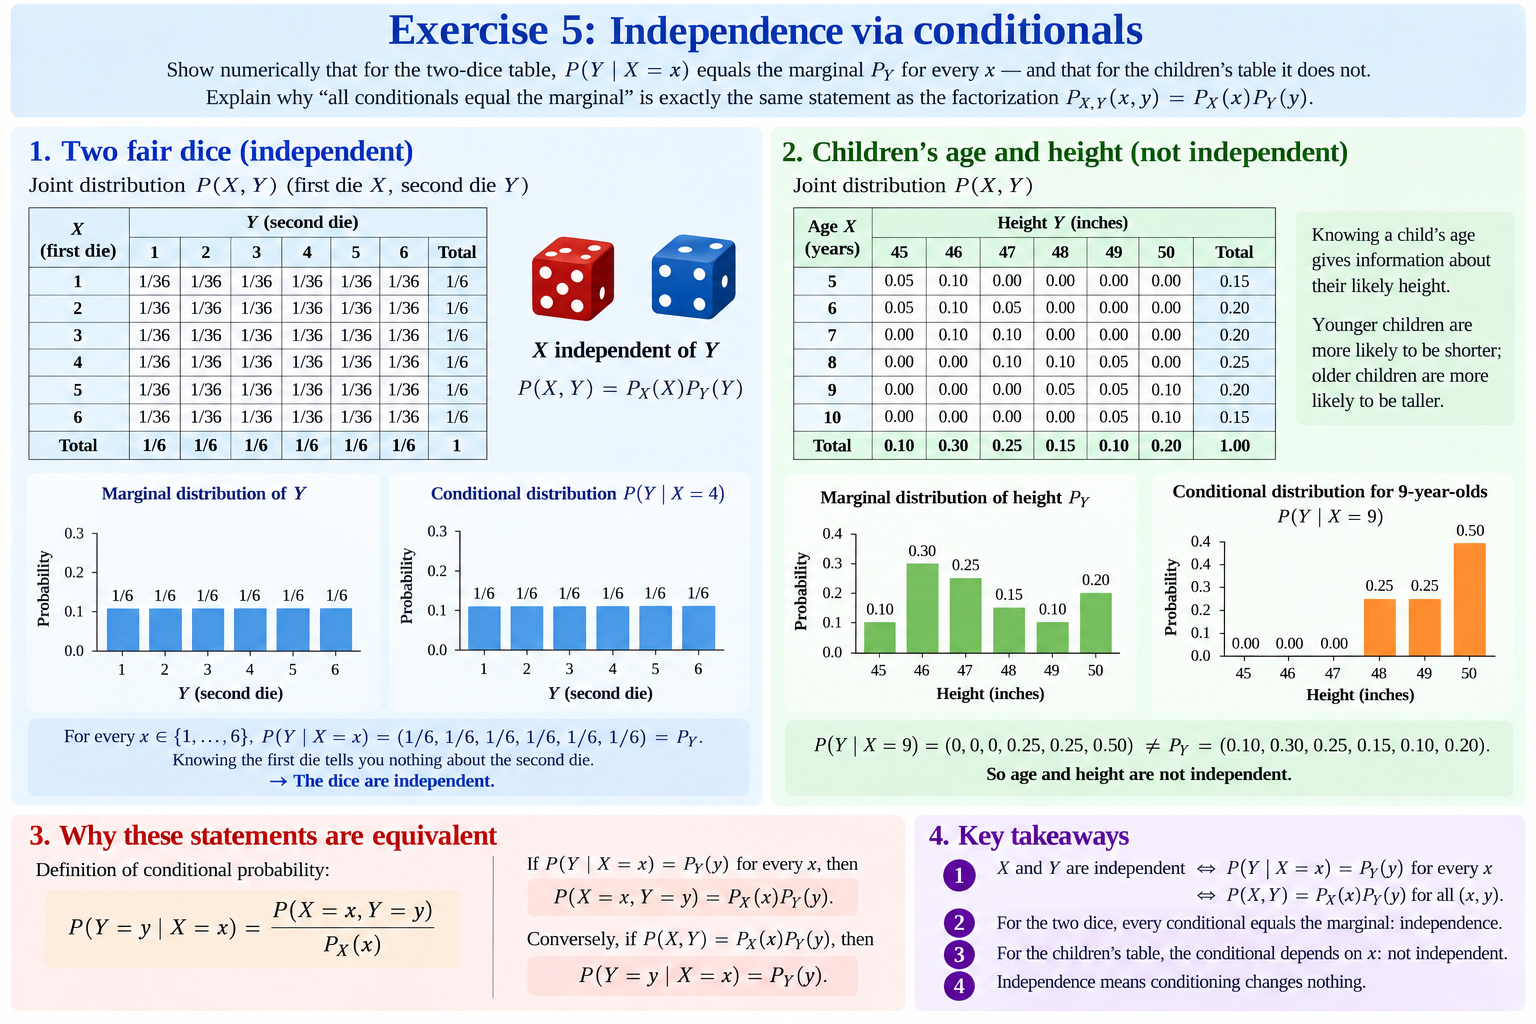 Exercise 5: Independence via conditionals
Show numerically that for the two-dice table, P(Y | X = x) equals the marginal P_Y for every x — and that for the children's table it does not.
Explain why “all conditionals equal the marginal” is exactly the same statement as the factorization P_{X,Y}(x, y) = P_X(x)P_Y(y).
1. Two fair dice (independent)
Joint distribution P(X, Y) (first die X, second die Y)
X (first die) Y (second die)
1 2 3 4 5 6 Total
1 1/36 1/36 1/36 1/36 1/36 1/36 1/6
2 1/36 1/36 1/36 1/36 1/36 1/36 1/6
3 1/36 1/36 1/36 1/36 1/36 1/36 1/6
4 1/36 1/36 1/36 1/36 1/36 1/36 1/6
5 1/36 1/36 1/36 1/36 1/36 1/36 1/6
6 1/36 1/36 1/36 1/36 1/36 1/36 1/6
Total 1/6 1/6 1/6 1/6 1/6 1/6 1
X independent of Y
P(X, Y) = P_X(X)P_Y(Y)
Marginal distribution of Y
Probability
0.3
0.2
0.1
0.0
1/6 1/6 1/6 1/6 1/6 1/6
1 2 3 4 5 6
Y (second die)
Conditional distribution P(Y | X = 4)
Probability
0.3
0.2
0.1
0.0
1/6 1/6 1/6 1/6 1/6 1/6
1 2 3 4 5 6
Y (second die)
For every x ∈ {1, …, 6}, P(Y | X = x) = (1/6, 1/6, 1/6, 1/6, 1/6, 1/6) = P_Y.
Knowing the first die tells you nothing about the second die.
→ The dice are independent.
2. Children's age and height (not independent)
Joint distribution P(X, Y)
Age X (years) Height Y (inches)
45 46 47 48 49 50 Total
5 0.05 0.10 0.00 0.00 0.00 0.00 0.15
6 0.05 0.10 0.05 0.00 0.00 0.00 0.20
7 0.00 0.10 0.10 0.00 0.00 0.00 0.20
8 0.00 0.00 0.10 0.10 0.05 0.00 0.25
9 0.00 0.00 0.00 0.05 0.05 0.10 0.20
10 0.00 0.00 0.00 0.00 0.05 0.10 0.15
Total 0.10 0.30 0.25 0.15 0.10 0.20 1.00
Knowing a child's age
gives information about
their likely height.
Younger children are
more likely to be shorter;
older children are more
likely to be taller.
Marginal distribution of height P_Y
Probability
0.4
0.3
0.2
0.1
0.0
0.10 0.30 0.25 0.15 0.10 0.20
45 46 47 48 49 50
Height (inches)
Conditional distribution for 9-year-olds
P(Y | X = 9)
Probability
0.4
0.4
0.3
0.2
0.1
0.0
0.00 0.00 0.00 0.25 0.25 0.50
45 46 47 48 49 50
Height (inches)
P(Y | X = 9) = (0, 0, 0, 0.25, 0.25, 0.50) ≠ P_Y = (0.10, 0.30, 0.25, 0.15, 0.10, 0.20).
So age and height are not independent.
3. Why these statements are equivalent
Definition of conditional probability:
P(Y = y | X = x) = P(X = x, Y = y) / P_X(x)
If P(Y | X = x) = P_Y(y) for every x, then
P(X = x, Y = y) = P_X(x)P_Y(y).
Conversely, if P(X, Y) = P_X(x)P_Y(y), then
P(Y = y | X = x) = P_Y(y).
4. Key takeaways
1 X and Y are independent ⇔ P(Y | X = x) = P_Y(y) for every x
⇔ P(X, Y) = P_X(x)P_Y(y) for all (x, y).
2 For the two dice, every conditional equals the marginal: independence.
3 For the children's table, the conditional depends on x: not independent.
4 Independence means conditioning changes nothing.